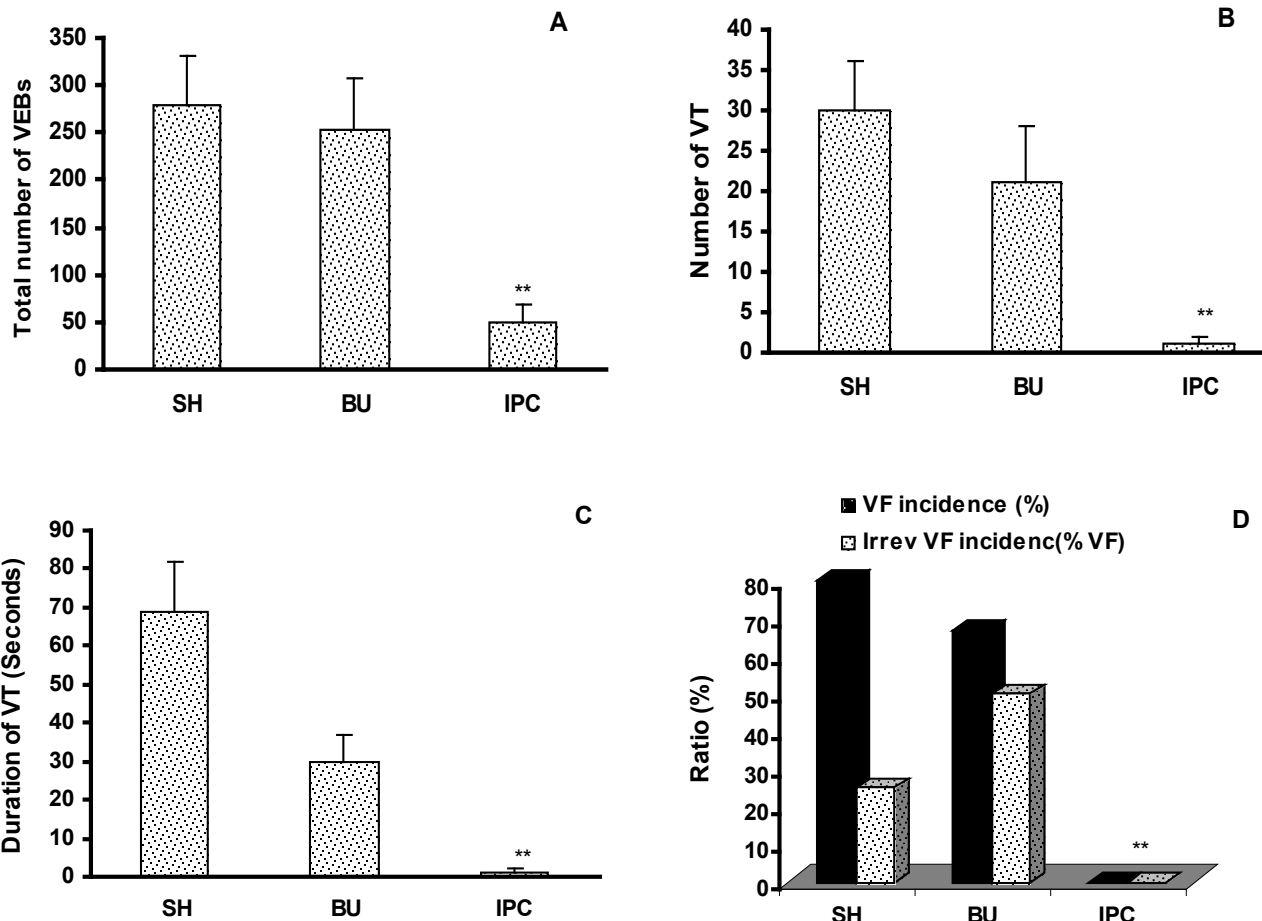 A
Total number of VEBs
350
300
250
200
150
100
50
0
**
SH BU IPC
B
Number of VT
40
35
30
25
20
15
10
5
0
**
SH BU IPC
C
Duration of VT (Seconds)
90
80
70
60
50
40
30
20
10
0
**
SH BU IPC
VF incidence (%)
Irrev VF incidenc(% VF)
D
Ratio (%)
80
70
60
50
40
30
20
10
0
**
SH BU IPC